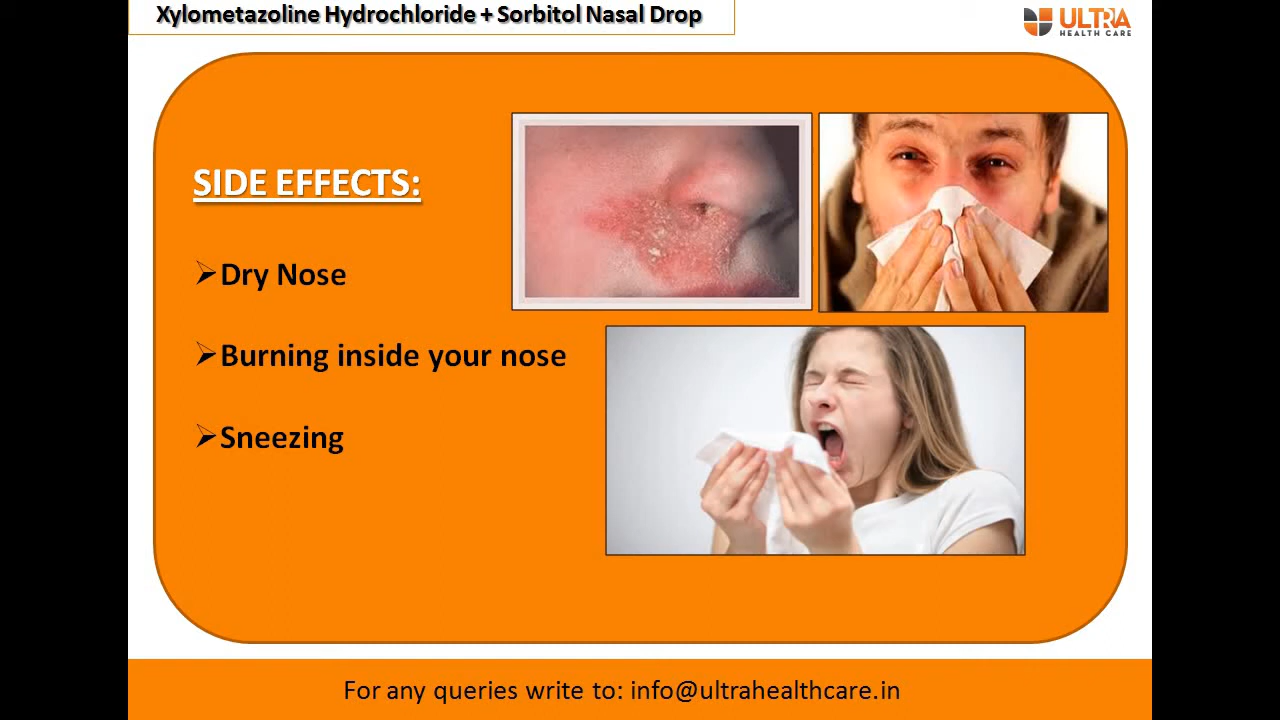 Xylometazoline Hydrochloride + Sorbitol Nasal Drop
ULTRA
HEALTH CARE
SIDE EFFECTS:
Dry Nose
Burning inside your nose
Sneezing
For any queries write to: info@ultrahealthcare.in